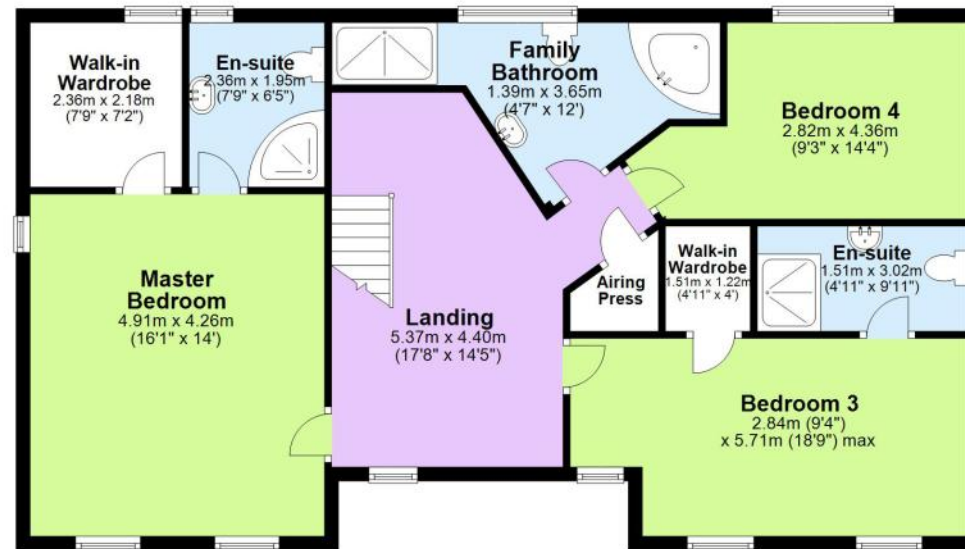 Walk-in
Wardrobe
2.36m x 2.18m
(7'9" x 7'2")
En-suite
2.36m x 1.95m
(7'9" x 6'5")
Family
Bathroom
1.39m x 3.65m
(4'7" x 12')
Bedroom 4
2.82m x 4.36m
(9'3" x 14'4")
Master
Bedroom
4.91m x 4.26m
(16'1" x 14')
Landing
5.37m x 4.40m
(17'8" x 14'5")
Airing
Press
Walk-in
Wardrobe
1.51m x 1.22m
(4'11" x 4')
En-suite
1.51m x 3.02m
(4'11" x 9'11")
Bedroom 3
2.84m (9'4")
x 5.71m (18'9") max